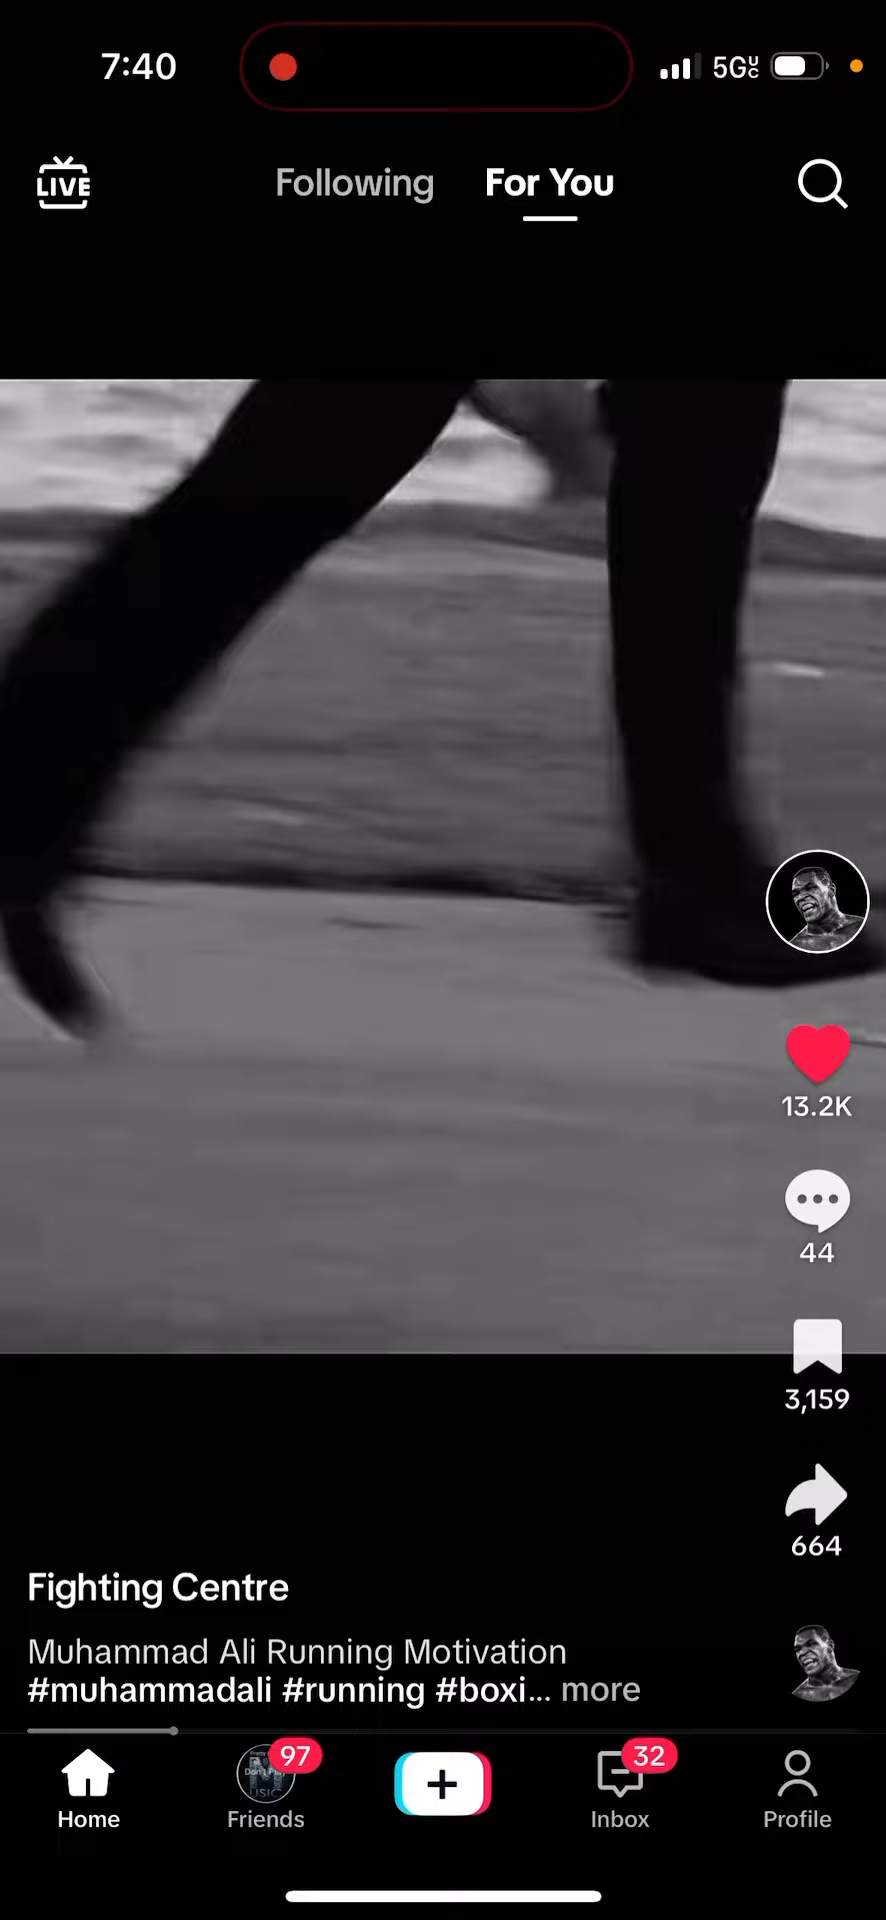 7:40
5GUC
LIVE
Following
For You
13.2K
44
3,159
664
Fighting Centre
Muhammad Ali Running Motivation
#muhammadali #running #boxi... more
97
32
Home
Friends
Inbox
Profile